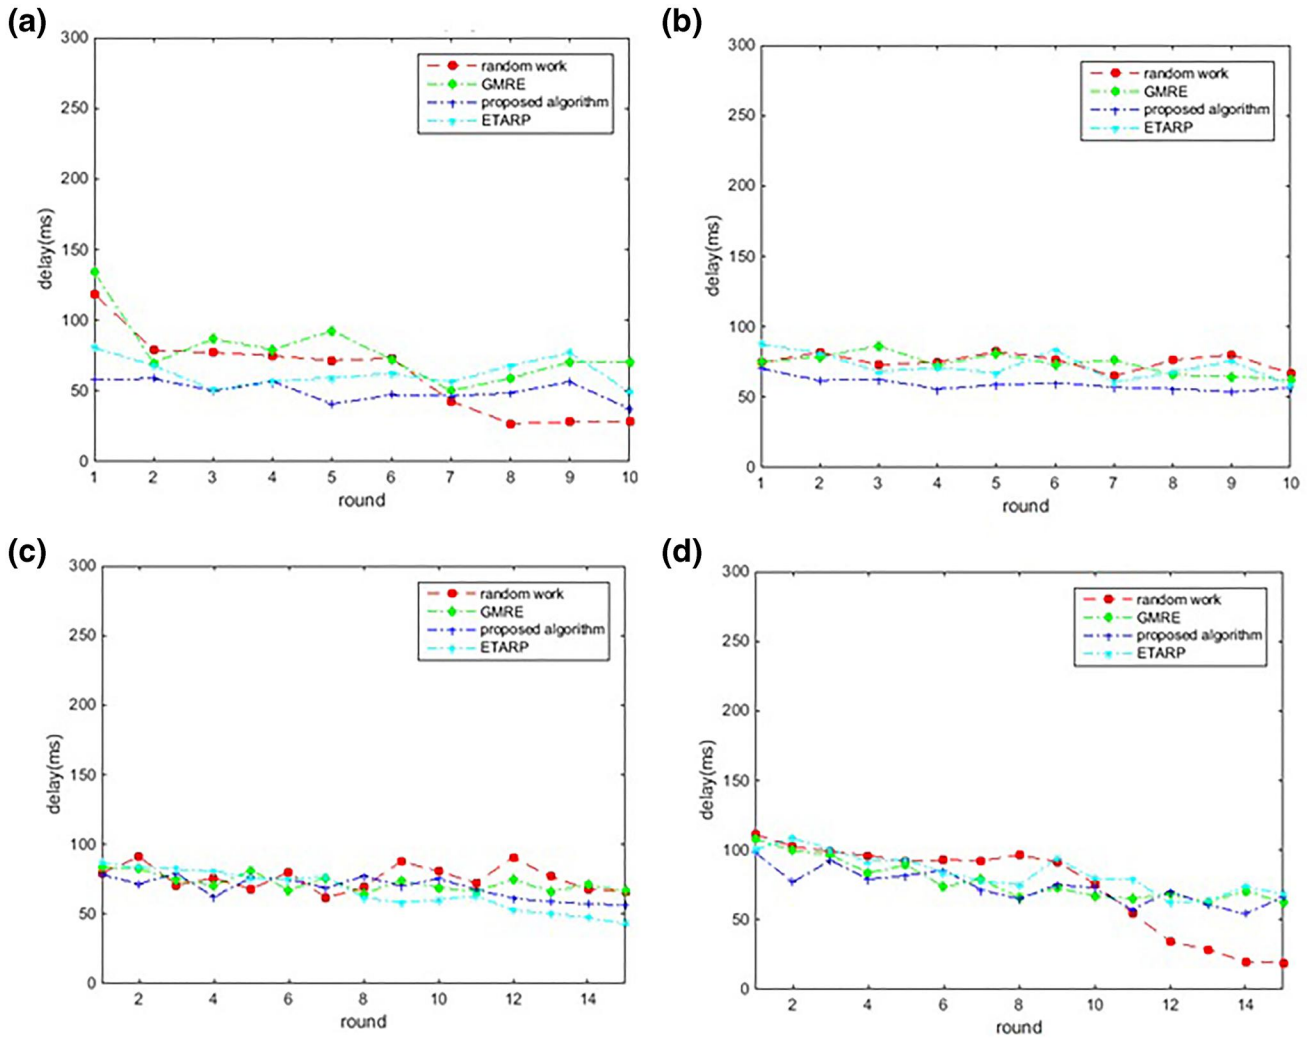 (a)
300
250
200
150
100
50
0
delay(ms)
1 2 3 4 5 6 7 8 9 10
round
random work
GMRE
proposed algorithm
ETARP
(b)
300
250
200
150
100
50
0
delay(ms)
1 2 3 4 5 6 7 8 9 10
round
random work
GMRE
proposed algorithm
ETARP
(c)
300
250
200
150
100
50
0
delay(ms)
2 4 6 8 10 12 14
round
random work
GMRE
proposed algorithm
ETARP
(d)
300
250
200
150
100
50
0
delay(ms)
2 4 6 8 10 12 14
round
random work
GMRE
proposed algorithm
ETARP